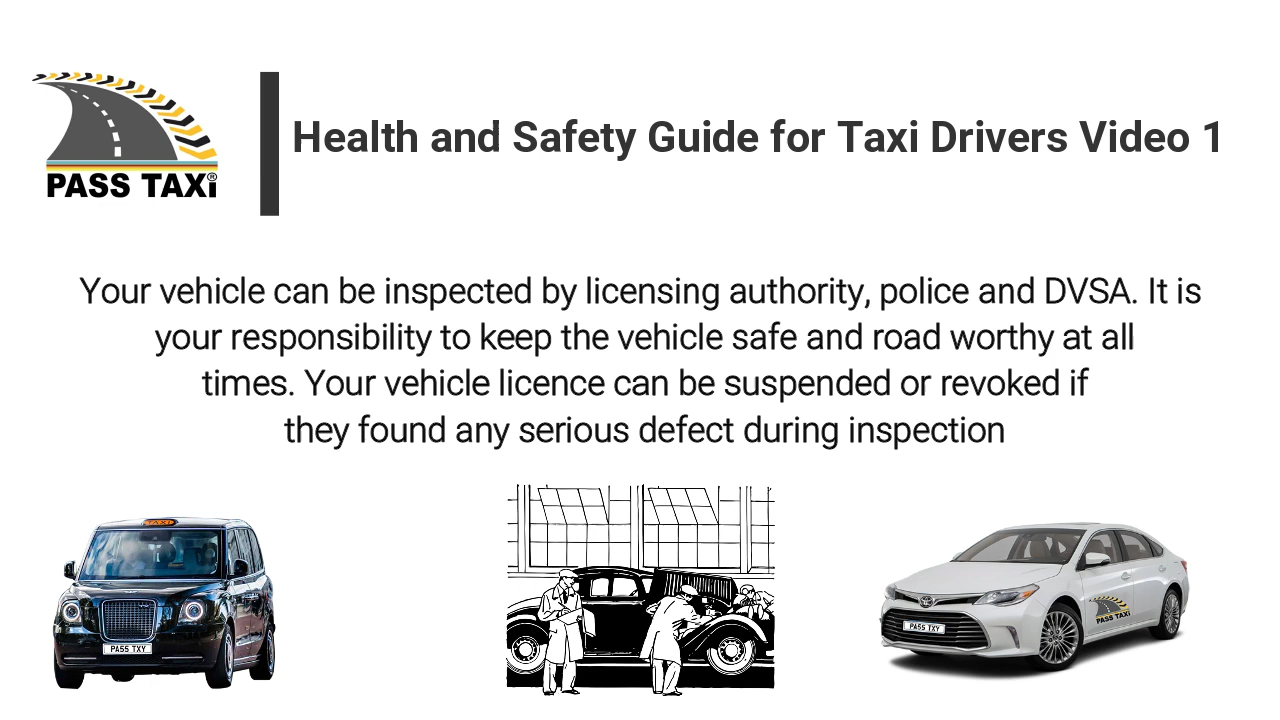 PASS TAXi®
Health and Safety Guide for Taxi Drivers Video 1
Your vehicle can be inspected by licensing authority, police and DVSA. It is
your responsibility to keep the vehicle safe and road worthy at all
times. Your vehicle licence can be suspended or revoked if
they found any serious defect during inspection
TAXI
PASS TXY
PASS TAXi
PASS TXY